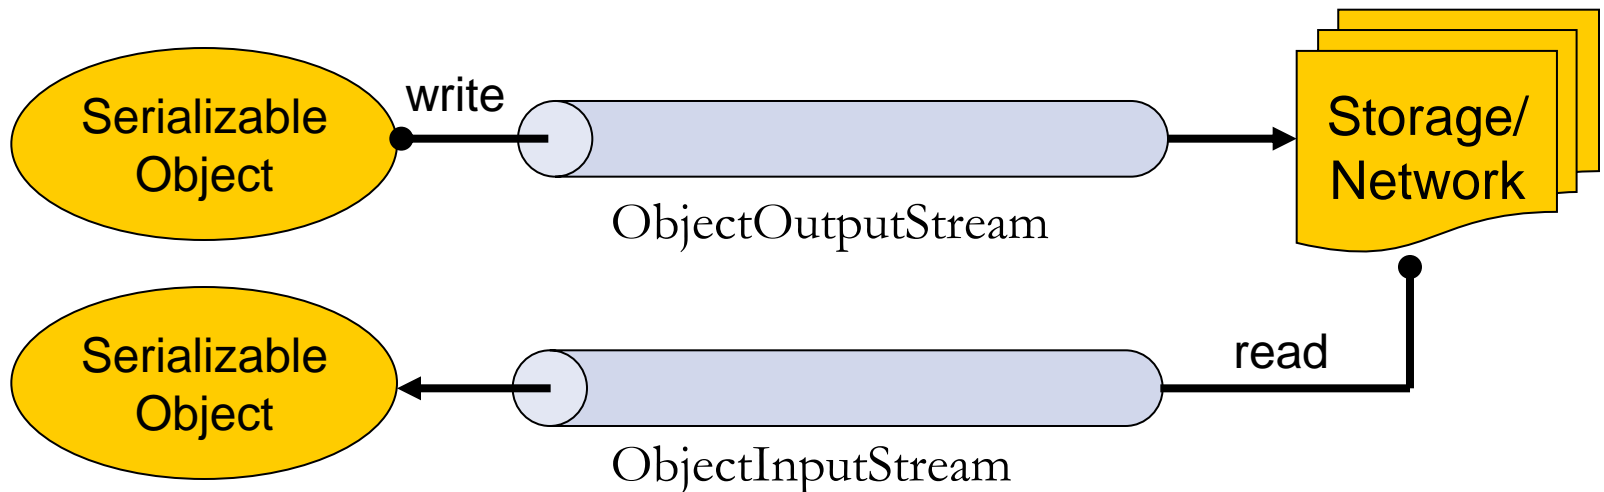 Serializable
Object
write
ObjectOutputStream
Storage/
Network
Serializable
Object
read
ObjectInputStream